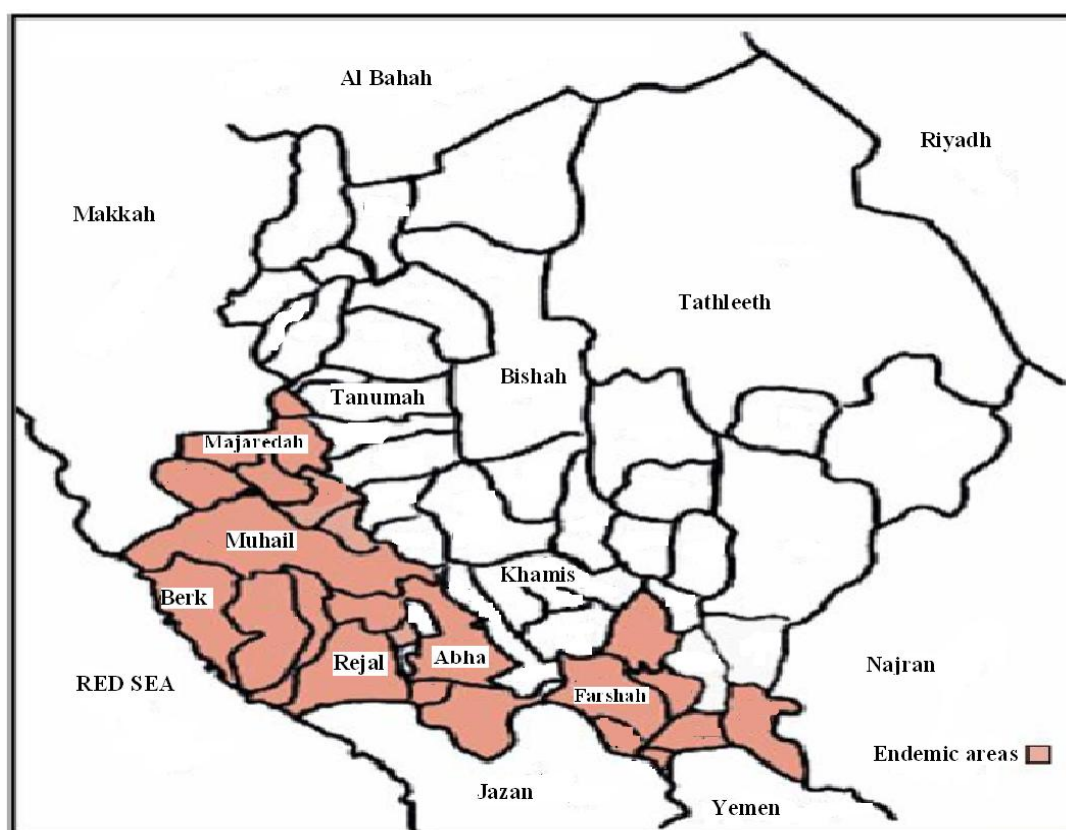 Al Bahah
Riyadh
Makkah
Tathleeth
Bishah
Tanumah
Majaredah
Muhail
Khamis
Berk
Rejal
Abha
Najran
RED SEA
Farshah
Endemic areas
Jazan
Yemen